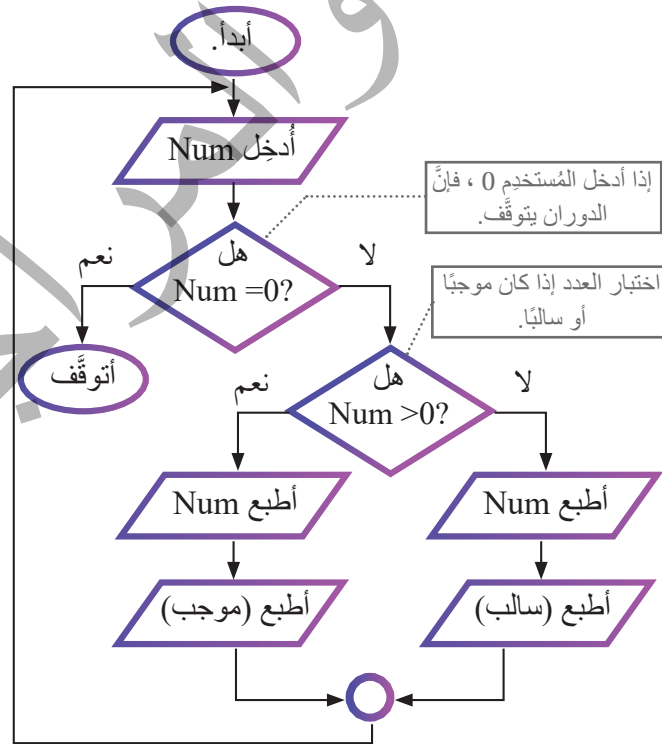 أبدأ.
أُدخِل Num
إذا أدخل المُستخدِم 0 ، فإنَّ
الدوران يتوقَّف.
هل
Num =0?
نعم
لا
اختبار العدد إذا كان موجبًا
أو سالبًا.
أتوقَّف
هل
Num >0?
نعم
لا
أطبع Num
أطبع Num
أطبع (موجب)
أطبع (سالب)